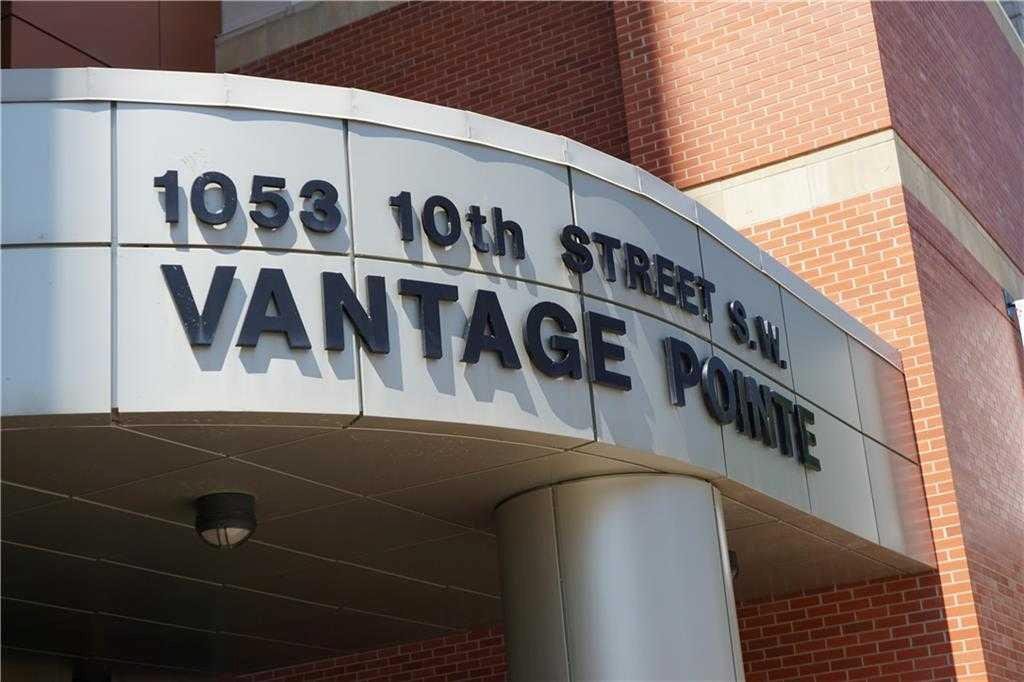 1053 10th STREET S.W.
VANTAGE POINTE